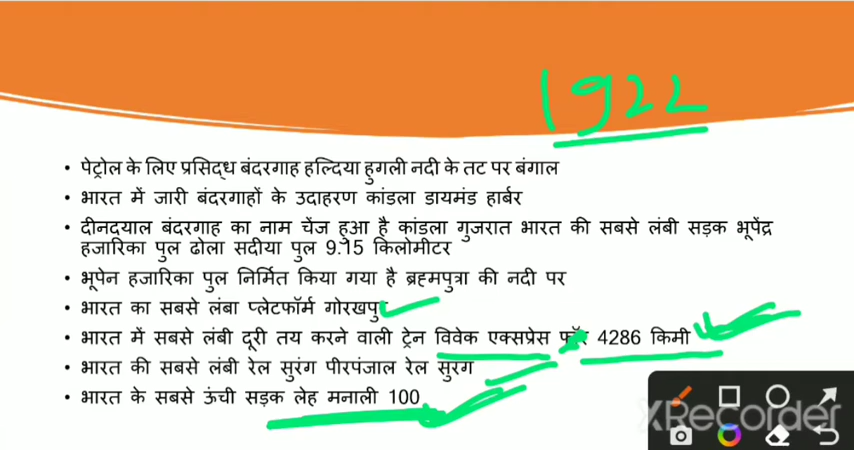 1922
• पेट्रोल के लिए प्रसिद्ध बंदरगाह हल्दिया हुगली नदी के तट पर बंगाल
• भारत में जारी बंदरगाहों के उदाहरण कांडला डायमंड हार्बर
• दीनदयाल बंदरगाह का नाम चेंज हुआ है कांडला गुजरात भारत की सबसे लंबी सड़क भूपेंद्र
हजारिका पुल ढोला सदीया पुल 9.15 किलोमीटर
• भूपेन हजारिका पुल निर्मित किया गया है ब्रह्मपुत्रा की नदी पर
• भारत का सबसे लंबा प्लेटफॉर्म गोरखपुर
• भारत में सबसे लंबी दूरी तय करने वाली ट्रेन विवेक एक्सप्रेस फॉर 4286 किमी
• भारत की सबसे लंबी रेल सुरंग पीरपंजाल रेल सुरंग
• भारत के सबसे ऊंची सड़क लेह मनाली 100
XRecorder